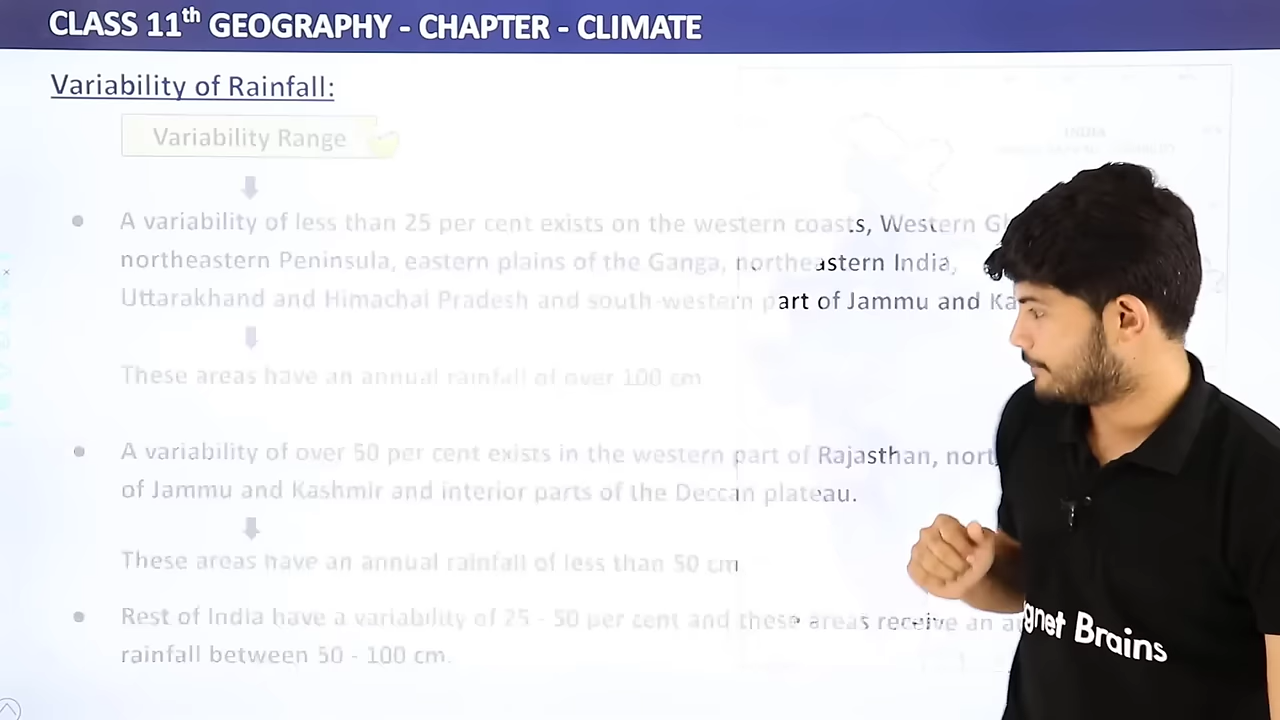 CLASS 11th GEOGRAPHY - CHAPTER - CLIMATE
Variability of Rainfall:
Variability Range
A variability of less than 25 per cent exists on the western coasts, Western
northeastern Peninsula, eastern plains of the Ganga, northeastern India,
Uttarakhand and Himachal Pradesh and south-western part of Jammu and
These areas have an annual rainfall of over 100 cm
A variability of over 50 per cent exists in the western part of Rajasthan,
of Jammu and Kashmir and interior parts of the Deccan plateau.
These areas have an annual rainfall of less than 50 cm
Rest of India have a variability of 25 - 50 per cent and these areas receive an
rainfall between 50 - 100 cm.
gnet Brains